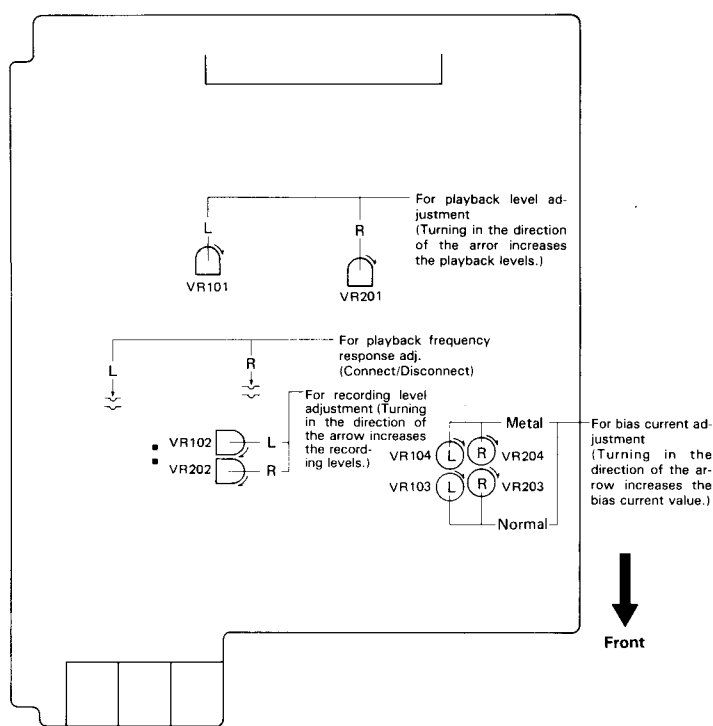 For playback level ad-
justment
(Turning in the direction
of the arror increases
the playback levels.)
L
R
VR101
VR201
For playback frequency
response adj.
(Connect/Disconnect)
L
R
For recording level
adjustment (Turning
in the direction of
the arrow increases
the record-
ing levels.)
VR102
L
VR202
R
Metal
VR104
L
R
VR204
VR103
L
R
VR203
Normal
For bias current ad-
justment
(Turning in the
direction of the ar-
row increases the
bias current value.)
Front